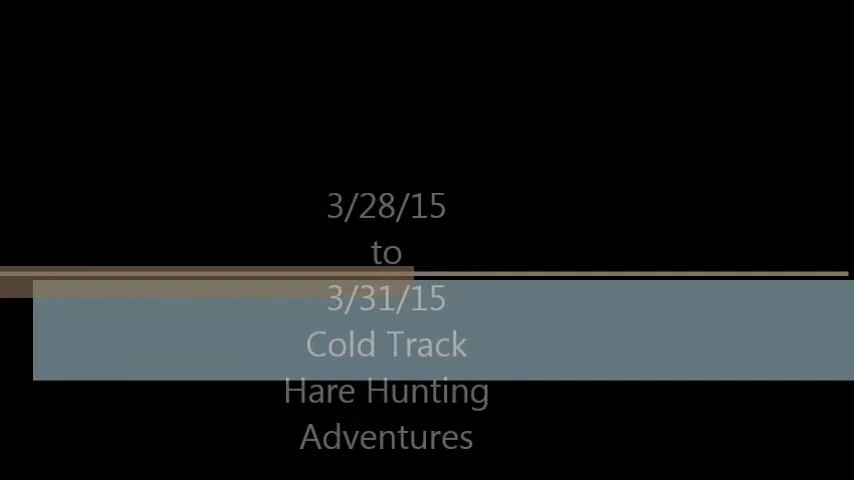 3/28/15
to
3/31/15
Cold Track
Hare Hunting
Adventures